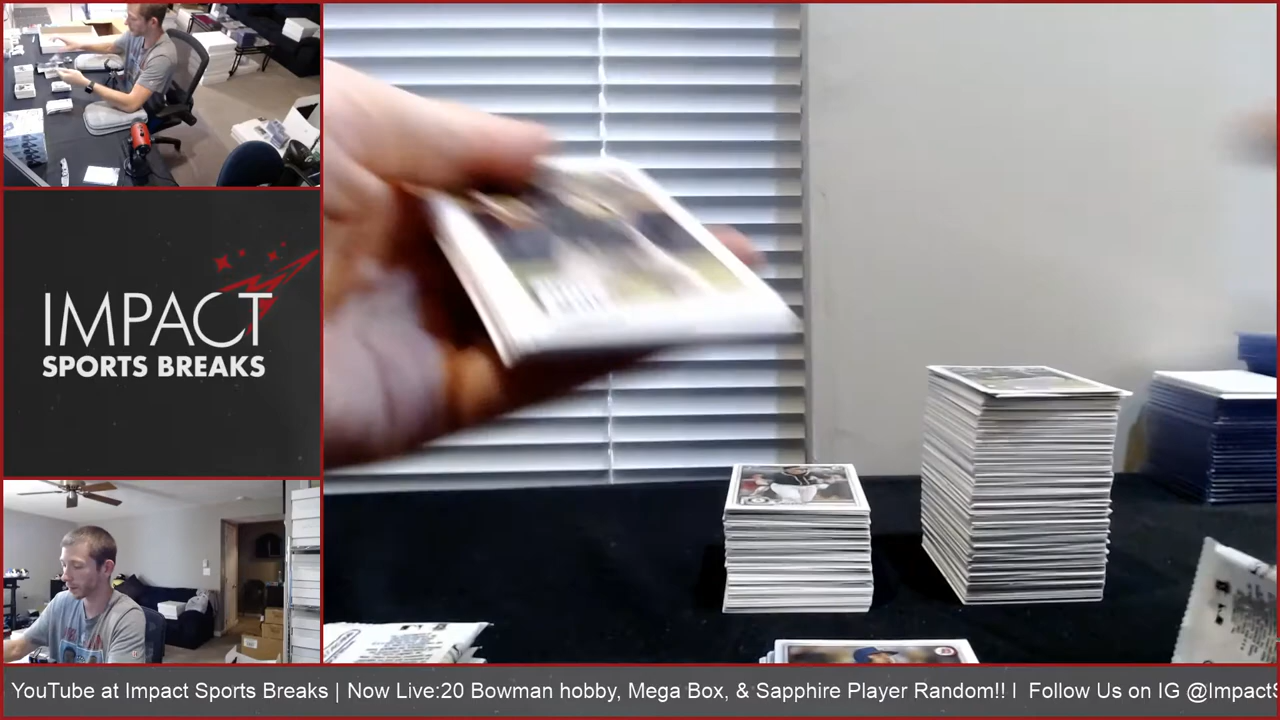 IMPACT
SPORTS BREAKS
YouTube at Impact Sports Breaks | Now Live:20 Bowman hobby, Mega Box, & Sapphire Player Random!! I Follow Us on IG @ImpactS